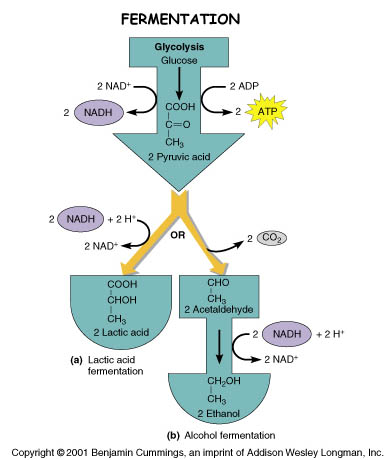 FERMENTATION
Glycolysis
Glucose
2 NAD⁺
2 ADP
2 NADH
2 ATP
COOH
C=O
CH₃
2 Pyruvic acid
2 NADH + 2 H⁺
2 NAD⁺
OR
2 CO₂
COOH
CHOH
CH₃
2 Lactic acid
CHO
CH₃
2 Acetaldehyde
(a) Lactic acid
fermentation
2 NADH + 2 H⁺
2 NAD⁺
CH₂OH
CH₃
2 Ethanol
(b) Alcohol fermentation
Copyright © 2001 Benjamin Cummings, an imprint of Addison Wesley Longman, Inc.